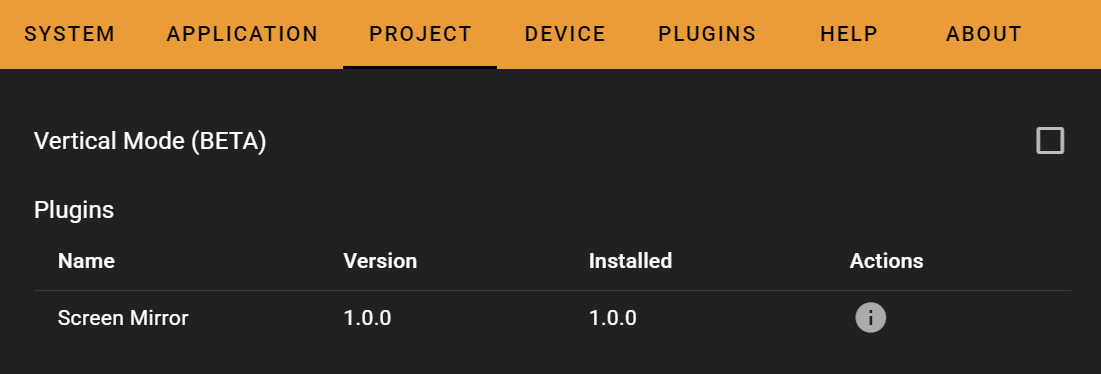 SYSTEM APPLICATION PROJECT DEVICE PLUGINS HELP ABOUT
Vertical Mode (BETA)
Plugins
Name Version Installed Actions
Screen Mirror 1.0.0 1.0.0 i